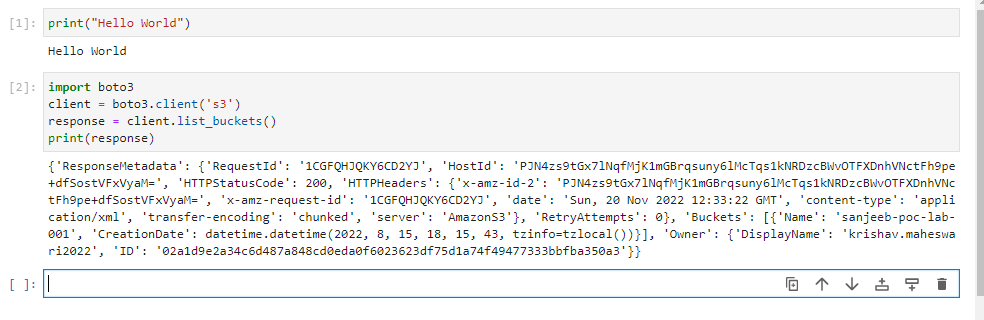 [1]: print("Hello World")
Hello World
[2]: import boto3
client = boto3.client('s3')
response = client.list_buckets()
print(response)
{'ResponseMetadata': {'RequestId': '1CGFQHJQKY6CD2YJ', 'HostId': 'PJN4zs9tGx7lNqfMjK1mGBrqsuny6lMcTqs1kNRDzcBWvOTFXDnhVNctFh9pe
+dfSostVFxVyaM=', 'HTTPStatusCode': 200, 'HTTPHeaders': {'x-amz-id-2': 'PJN4zs9tGx7lNqfMjK1mGBrqsuny6lMcTqs1kNRDzcBWvOTFXDnhVNc
tFh9pe+dfSostVFxVyaM=', 'x-amz-request-id': '1CGFQHJQKY6CD2YJ', 'date': 'Sun, 20 Nov 2022 12:33:22 GMT', 'content-type': 'appli
cation/xml', 'transfer-encoding': 'chunked', 'server': 'AmazonS3'}, 'RetryAttempts': 0}, 'Buckets': [{'Name': 'sanjeeb-poc-lab-
001', 'CreationDate': datetime.datetime(2022, 8, 15, 18, 15, 43, tzinfo=tzlocal())}], 'Owner': {'DisplayName': 'krishav.maheswa
ri2022', 'ID': '02a1d9e2a34c6d487a848cd0eda0f6023623df75d1a74f49477333bbfba350a3'}}
[ ]: